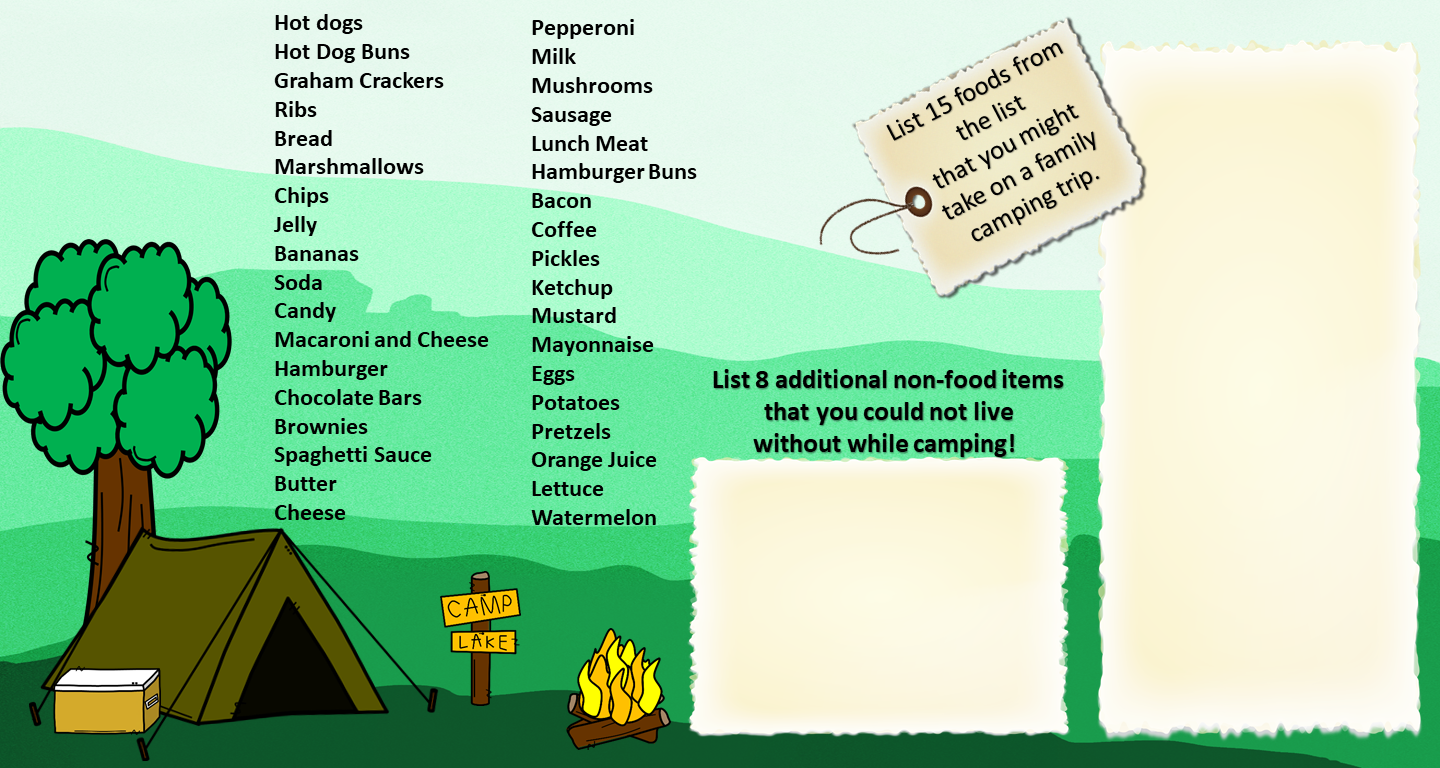 Hot dogs
Hot Dog Buns
Graham Crackers
Ribs
Bread
Marshmallows
Chips
Jelly
Bananas
Soda
Candy
Macaroni and Cheese
Hamburger
Chocolate Bars
Brownies
Spaghetti Sauce
Butter
Cheese
Pepperoni
Milk
Mushrooms
Sausage
Lunch Meat
Hamburger Buns
Bacon
Coffee
Pickles
Ketchup
Mustard
Mayonnaise
Eggs
Potatoes
Pretzels
Orange Juice
Lettuce
Watermelon
List 15 foods from
the list
that you might
take on a family
camping trip.
List 8 additional non-food items
that you could not live
without while camping!
CAMP
LAKE